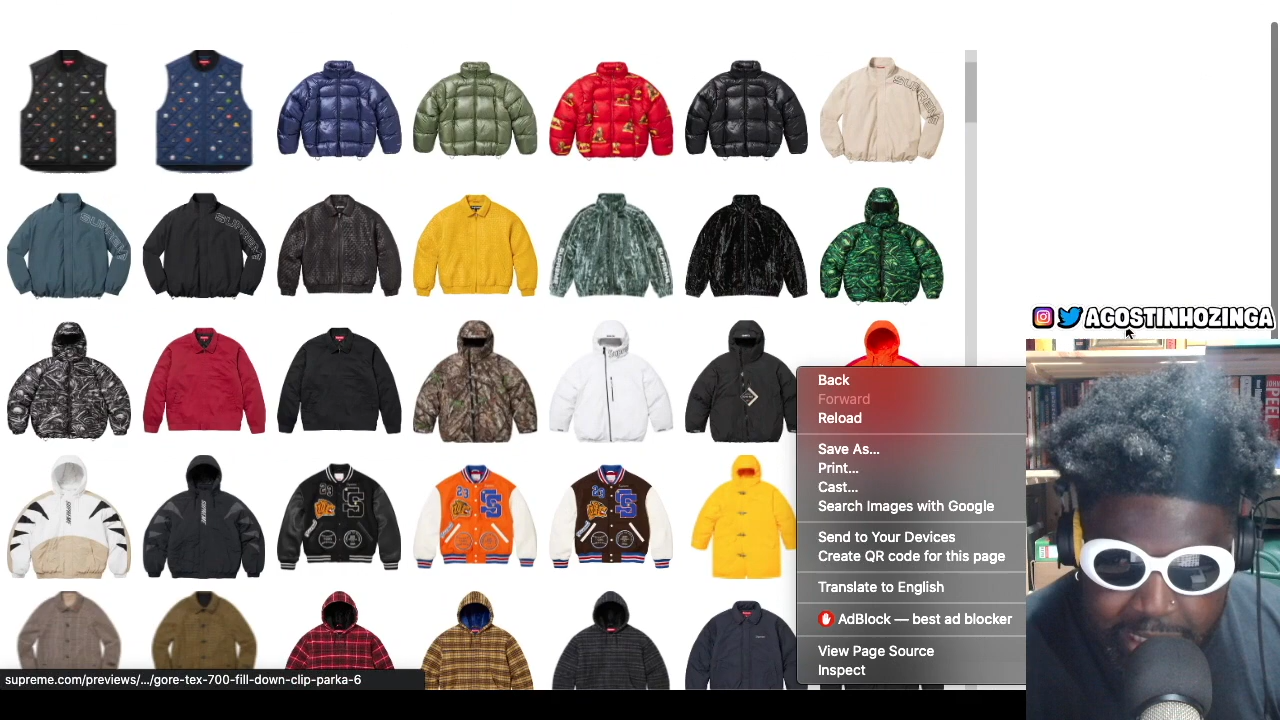 AGOSTINHOZINGA
Back
Forward
Reload
Save As...
Print...
Cast...
Search Images with Google
Send to Your Devices
Create QR code for this page
Translate to English
AdBlock — best ad blocker
View Page Source
Inspect
supreme.com/previews/.../gore-tex-700-fill-down-clip-parka-6